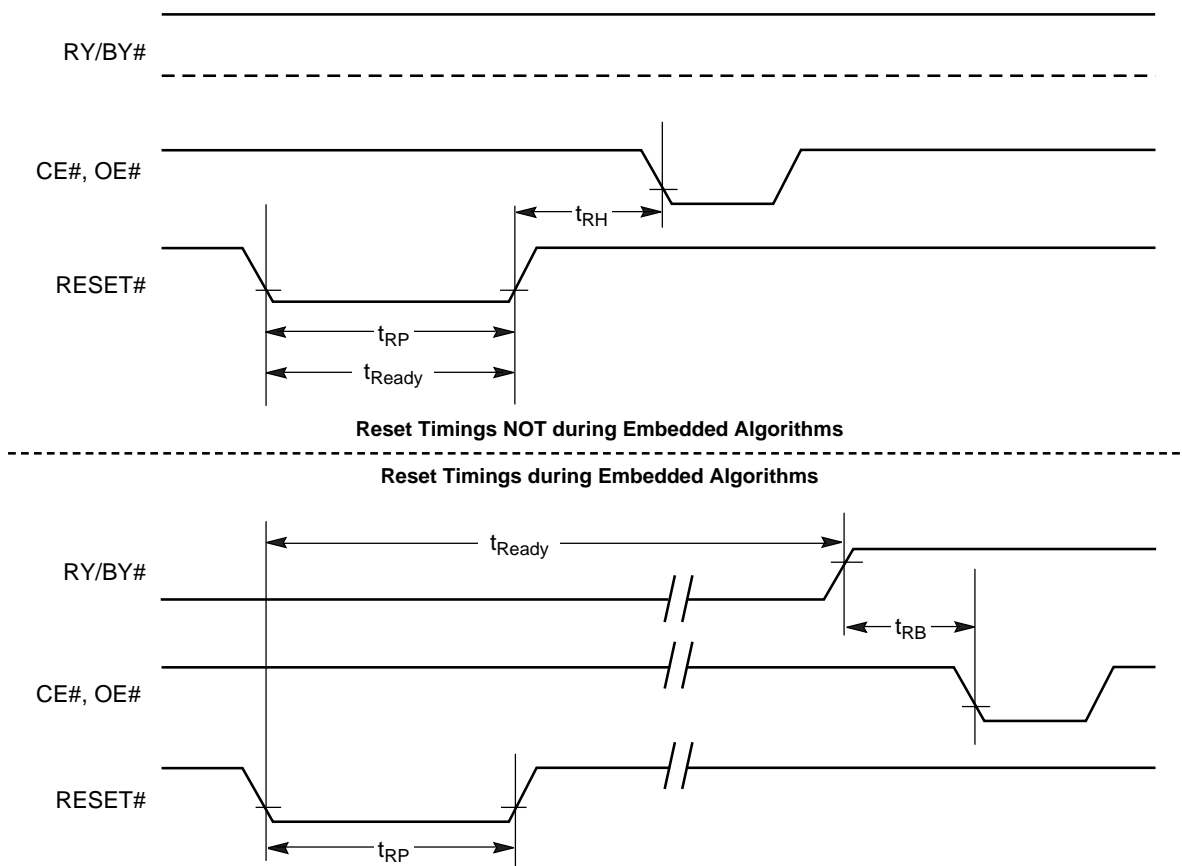 RY/BY#
CE#, OE#
tRH
RESET#
tRP
tReady
Reset Timings NOT during Embedded Algorithms
Reset Timings during Embedded Algorithms
tReady
RY/BY#
tRB
CE#, OE#
RESET#
tRP